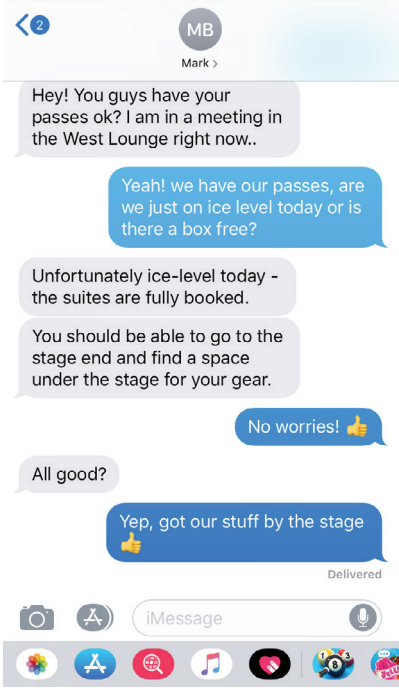 2
MB
Mark >
Hey! You guys have your
passes ok? I am in a meeting in
the West Lounge right now..
Yeah! we have our passes, are
we just on ice level today or is
there a box free?
Unfortunately ice-level today -
the suites are fully booked.
You should be able to go to the
stage end and find a space
under the stage for your gear.
No worries! 👍
All good?
Yep, got our stuff by the stage
👍
Delivered
iMessage
1 3
8